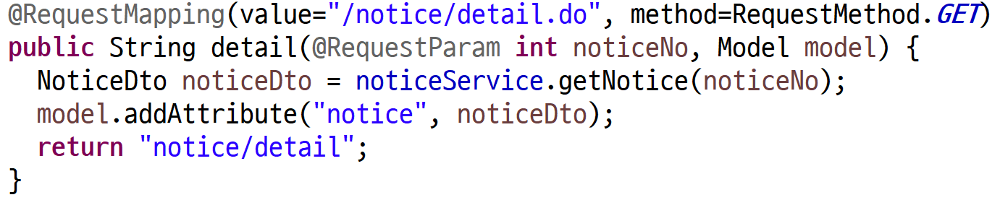 @RequestMapping(value="/notice/detail.do", method=RequestMethod.GET)
public String detail(@RequestParam int noticeNo, Model model) {
  NoticeDto noticeDto = noticeService.getNotice(noticeNo);
  model.addAttribute("notice", noticeDto);
  return "notice/detail";
}